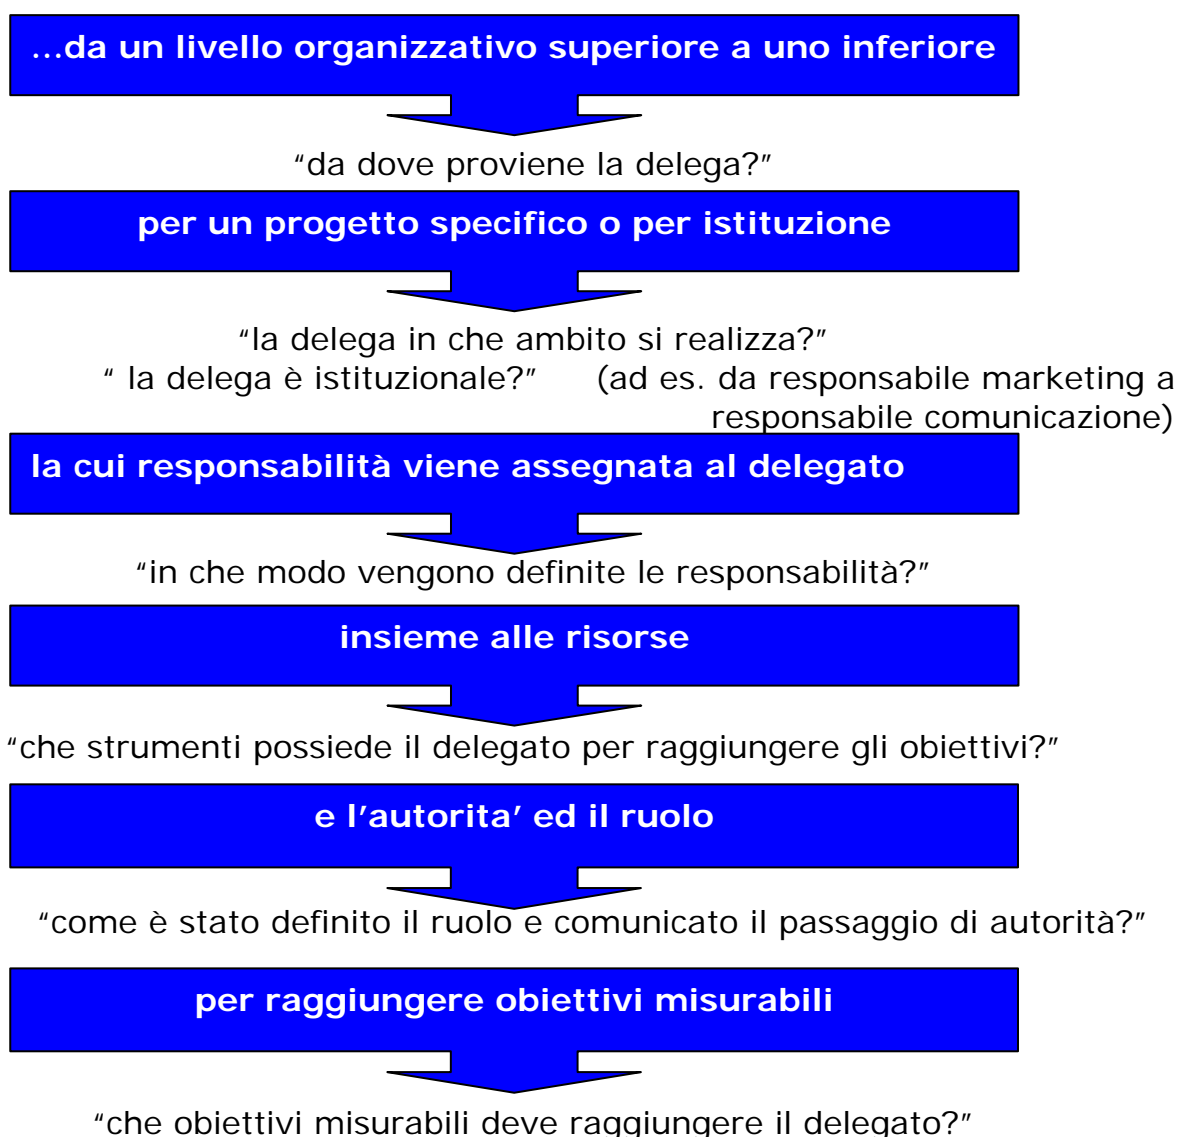 ...da un livello organizzativo superiore a uno inferiore
“da dove proviene la delega?”
per un progetto specifico o per istituzione
“la delega in che ambito si realizza?”
“ la delega è istituzionale?” (ad es. da responsabile marketing a
responsabile comunicazione)
la cui responsabilità viene assegnata al delegato
“in che modo vengono definite le responsabilità?”
insieme alle risorse
“che strumenti possiede il delegato per raggiungere gli obiettivi?”
e l’autorita’ ed il ruolo
“come è stato definito il ruolo e comunicato il passaggio di autorità?”
per raggiungere obiettivi misurabili
“che obiettivi misurabili deve raggiungere il delegato?”